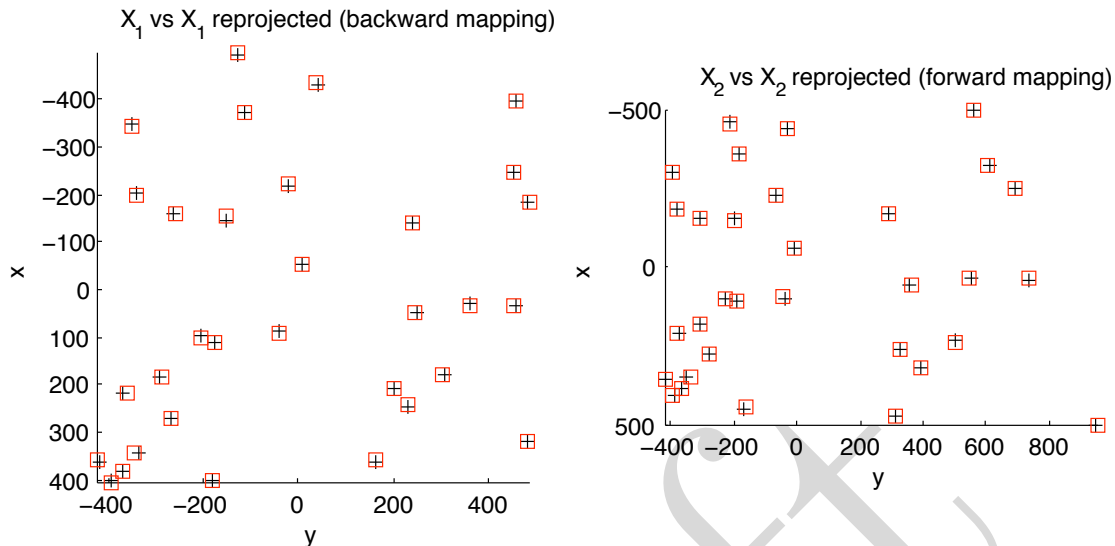 X1 vs X1 reprojected (backward mapping)
−400
−300
−200
−100
0
100
200
300
400
x
−400 −200 0 200 400
y
X2 vs X2 reprojected (forward mapping)
−500
0
500
x
−400 −200 0 200 400 600 800
y